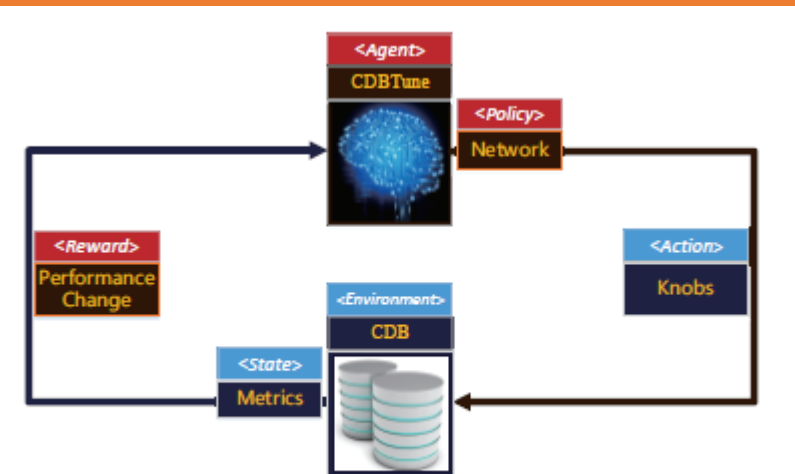 <Agent>
CDBTune
<Policy>
Network
<Reward>
Performance
Change
<Action>
Knobs
<Environment>
CDB
<State>
Metrics